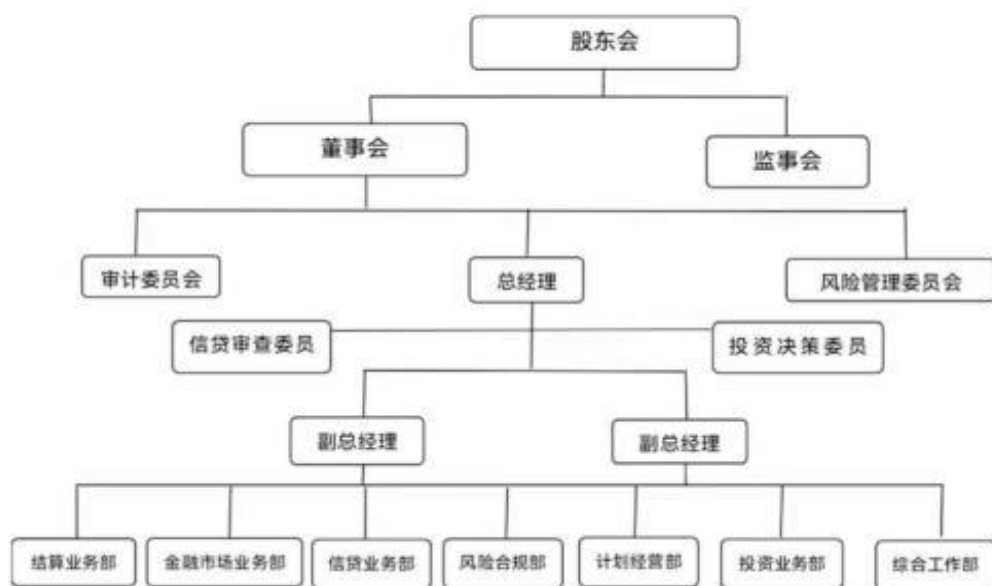 股东会
董事会
监事会
审计委员会
总经理
风险管理委员会
信贷审查委员
投资决策委员
副总经理
副总经理
结算业务部
金融市场业务部
信贷业务部
风险合规部
计划经营部
投资业务部
综合工作部